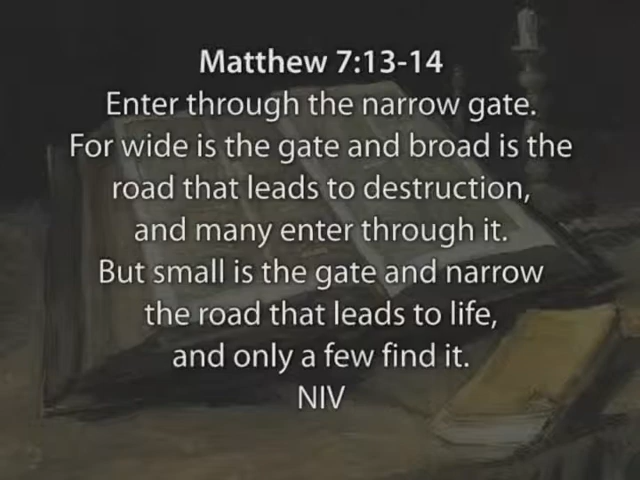 Matthew 7:13-14
Enter through the narrow gate.
For wide is the gate and broad is the
road that leads to destruction,
and many enter through it.
But small is the gate and narrow
the road that leads to life,
and only a few find it.
NIV